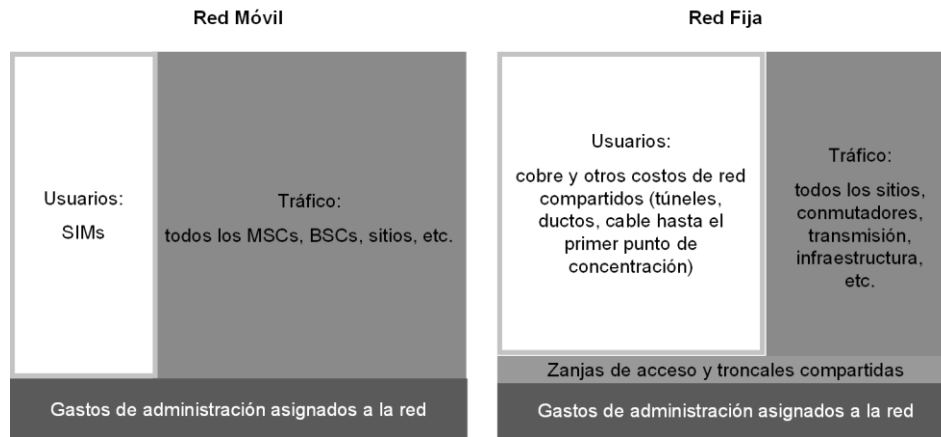 Red Móvil
Usuarios:
SIMs
Tráfico:
todos los MSCs, BSCs, sitios, etc.
Gastos de administración asignados a la red
Red Fija
Usuarios:
cobre y otros costos de red
compartidos (túneles,
ductos, cable hasta el
primer punto de
concentración)
Tráfico:
todos los sitios,
conmutadores,
transmisión,
infraestructura,
etc.
Zanjas de acceso y troncales compartidas
Gastos de administración asignados a la red